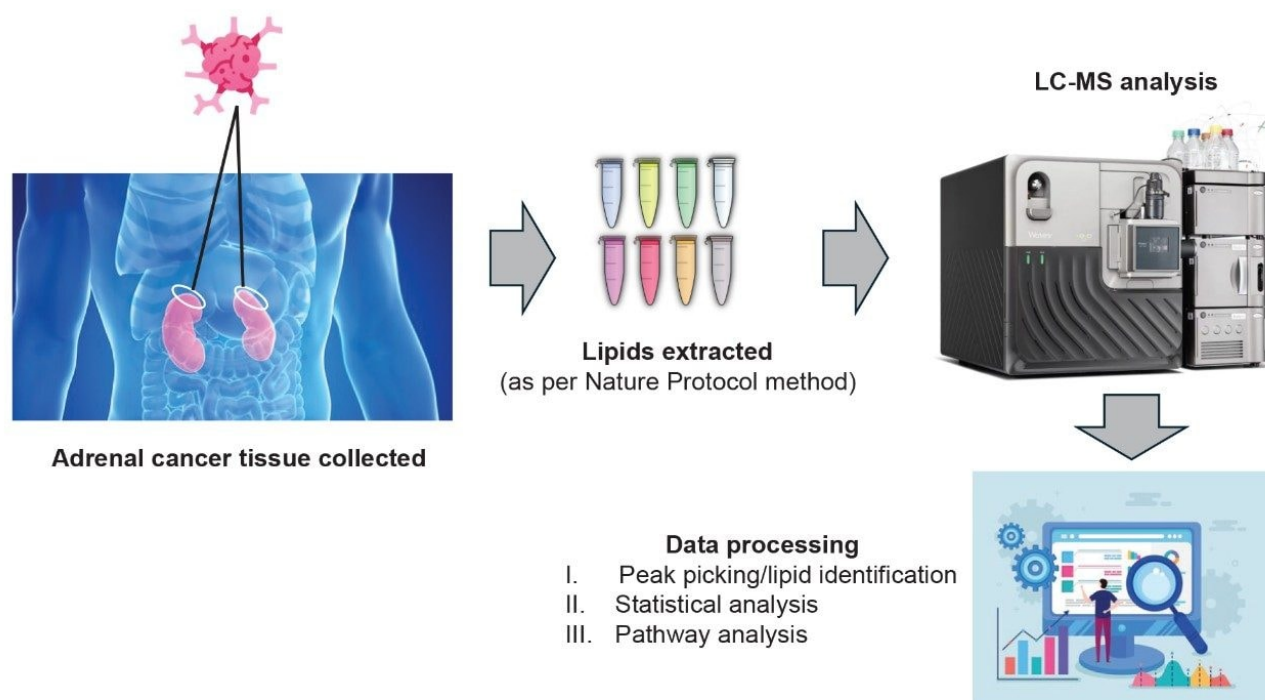 LC-MS analysis
Lipids extracted
(as per Nature Protocol method)
Adrenal cancer tissue collected
Data processing
I. Peak picking/lipid identification
II. Statistical analysis
III. Pathway analysis